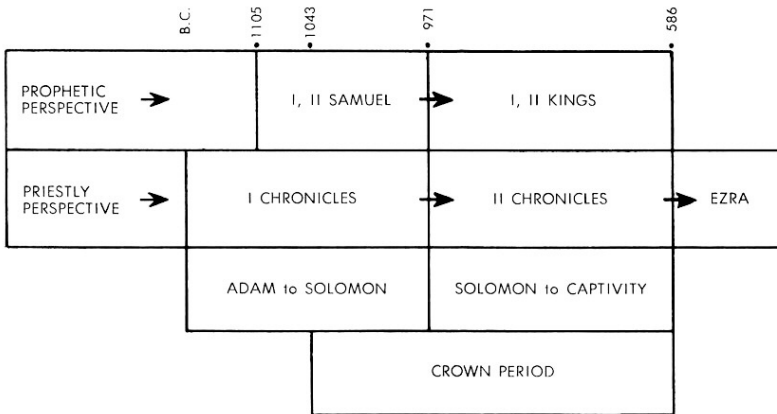 B.C.
1105
1043
971
586
PROPHETIC
PERSPECTIVE
I, II SAMUEL
I, II KINGS
PRIESTLY
PERSPECTIVE
I CHRONICLES
II CHRONICLES
EZRA
ADAM to SOLOMON
SOLOMON to CAPTIVITY
CROWN PERIOD